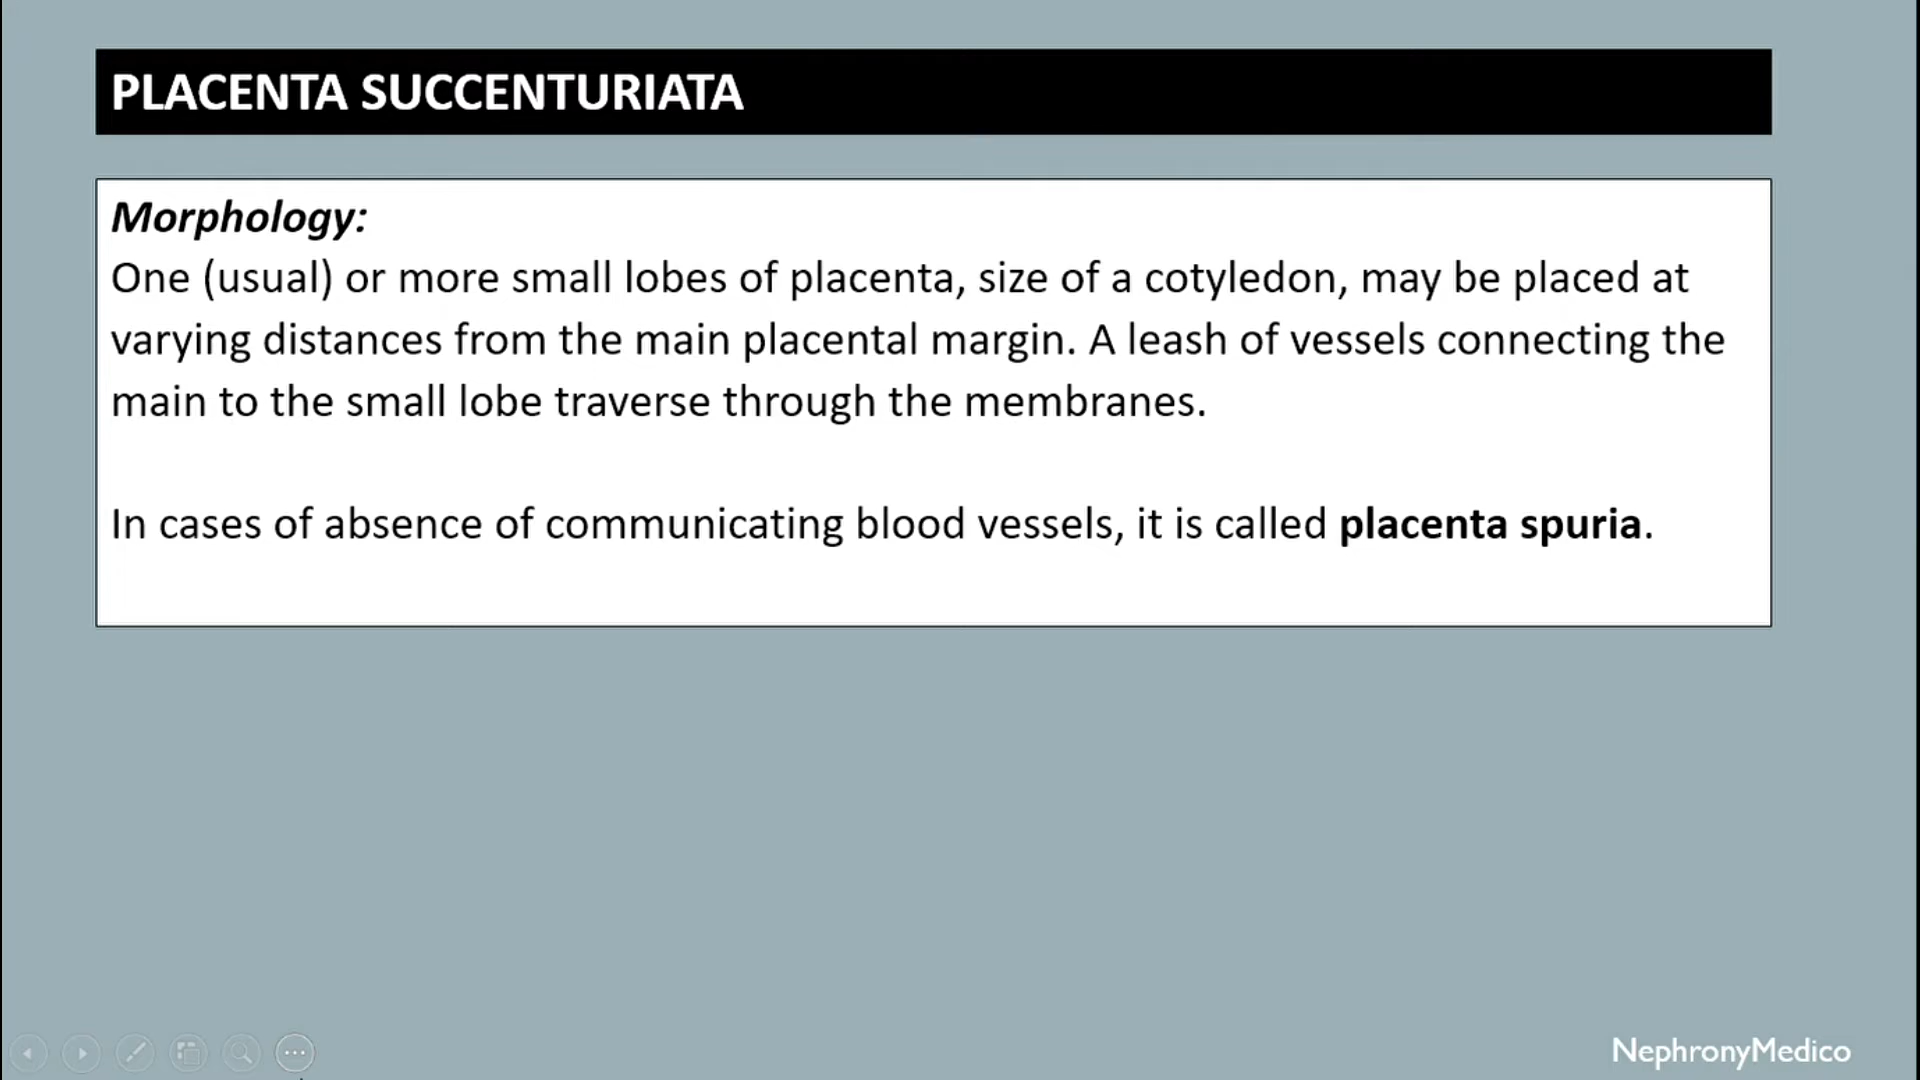 PLACENTA SUCCENTURIATA
Morphology:
One (usual) or more small lobes of placenta, size of a cotyledon, may be placed at
varying distances from the main placental margin. A leash of vessels connecting the
main to the small lobe traverse through the membranes.
In cases of absence of communicating blood vessels, it is called placenta spuria.
NephronyMedico